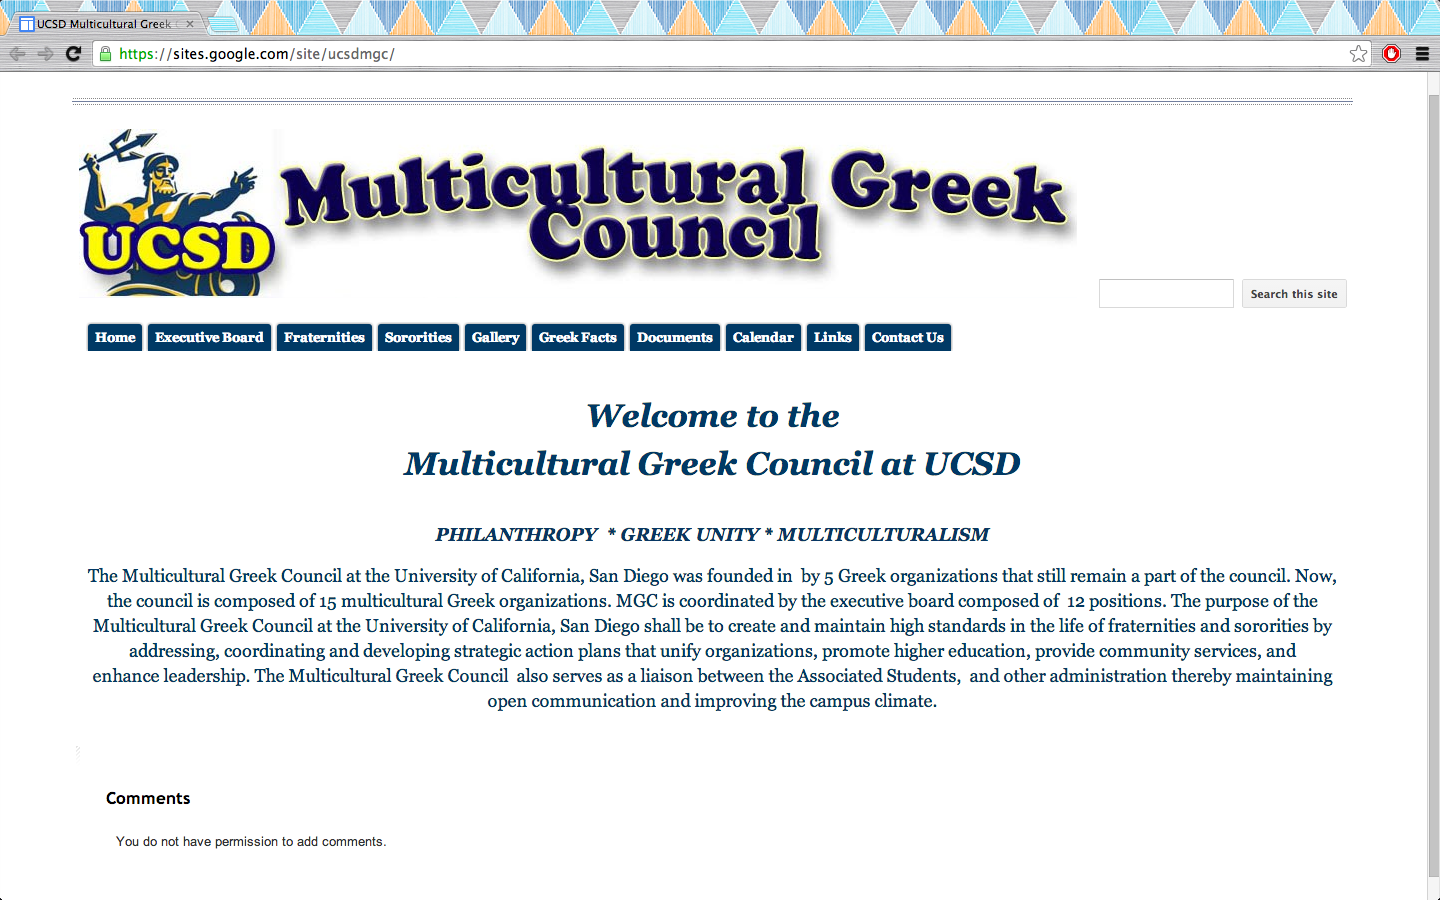 UCSD Multicultural Greek
https://sites.google.com/site/ucsdmgc/
UCSD
Multicultural Greek
Council
Search this site
Home Executive Board Fraternities Sororities Gallery Greek Facts Documents Calendar Links Contact Us
Welcome to the
Multicultural Greek Council at UCSD
PHILANTHROPY * GREEK UNITY * MULTICULTURALISM
The Multicultural Greek Council at the University of California, San Diego was founded in  by 5 Greek organizations that still remain a part of the council. Now,
the council is composed of 15 multicultural Greek organizations. MGC is coordinated by the executive board composed of  12 positions. The purpose of the
Multicultural Greek Council at the University of California, San Diego shall be to create and maintain high standards in the life of fraternities and sororities by
addressing, coordinating and developing strategic action plans that unify organizations, promote higher education, provide community services, and
enhance leadership. The Multicultural Greek Council  also serves as a liaison between the Associated Students,  and other administration thereby maintaining
open communication and improving the campus climate.
Comments
You do not have permission to add comments.